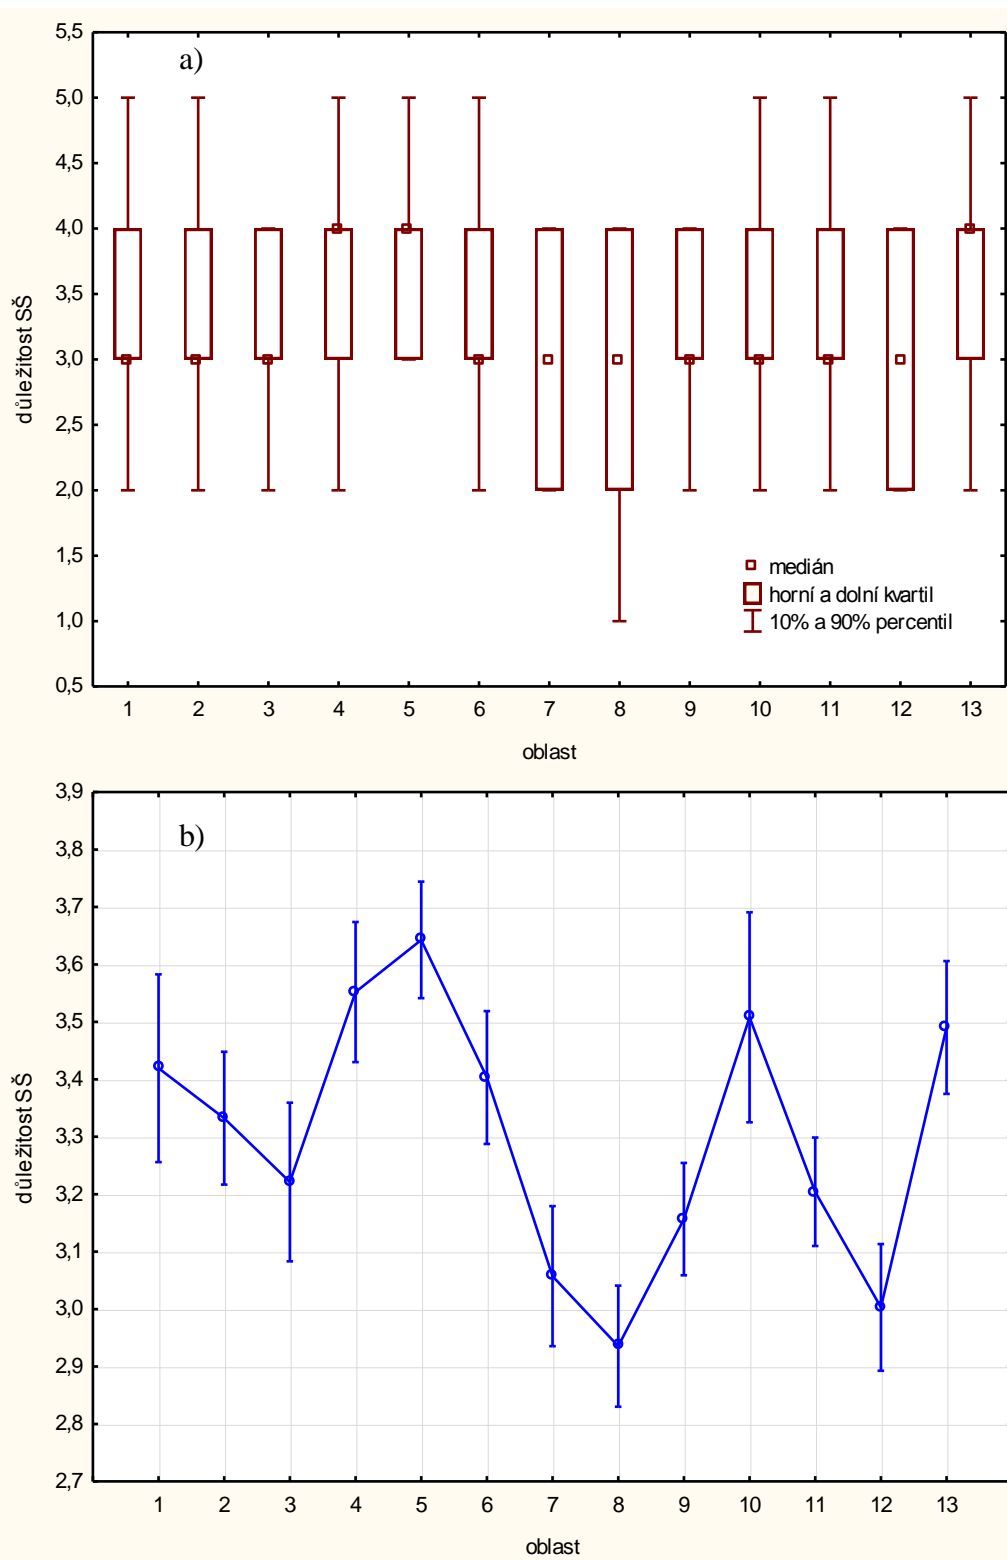 a)
5,5
5,0
4,5
4,0
3,5
3,0
2,5
2,0
1,5
1,0
0,5
důležitost SŠ
medián
horní a dolní kvartil
10% a 90% percentil
1 2 3 4 5 6 7 8 9 10 11 12 13
oblast
b)
3,9
3,8
3,7
3,6
3,5
3,4
3,3
3,2
3,1
3,0
2,9
2,8
2,7
důležitost SŠ
1 2 3 4 5 6 7 8 9 10 11 12 13
oblast